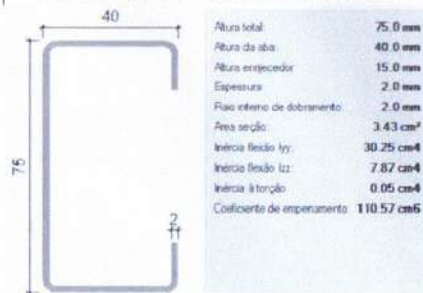 40
75
2
Altura total: 75.0 mm
Altura da aba: 40.0 mm
Altura enrijecedor 15.0 mm
Espessura 2.0 mm
Raio interno de dobramento: 2.0 mm
Área seção: 3.43 cm²
Inércia flexão Iyy: 30.25 cm4
Inércia flexão Izz: 7.87 cm4
Inércia à torção 0.05 cm4
Coeficiente de empenamento 110.57 cm6